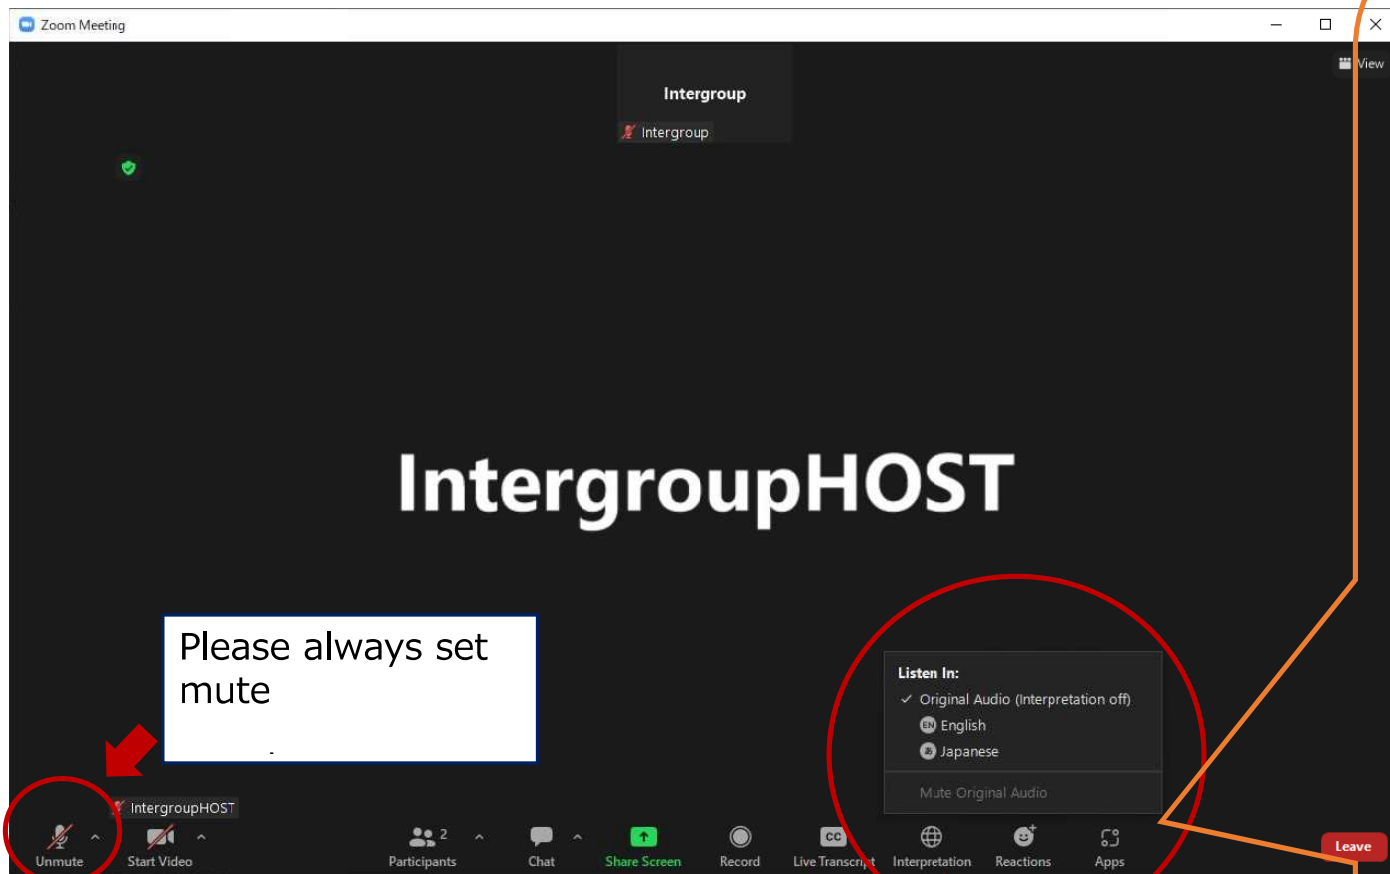 Zoom Meeting
View
Intergroup
Intergroup
IntergroupHOST
Please always set
mute
Listen In:
Original Audio (Interpretation off)
EN English
あ Japanese
Mute Original Audio
IntergroupHOST
2
Unmute
Start Video
Participants
Chat
Share Screen
Record
CC
Live Transcript
Interpretation
Reactions
Apps
Leave